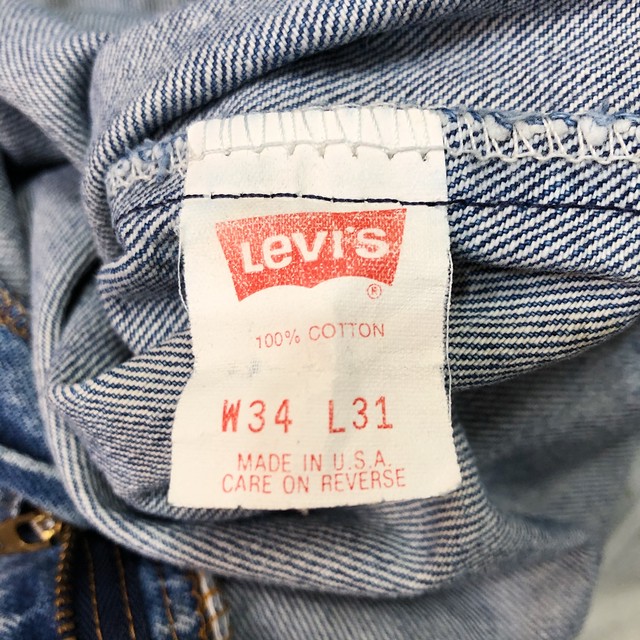 Levi's
®
100% COTTON
W34 L31
MADE IN U.S.A.
CARE ON REVERSE